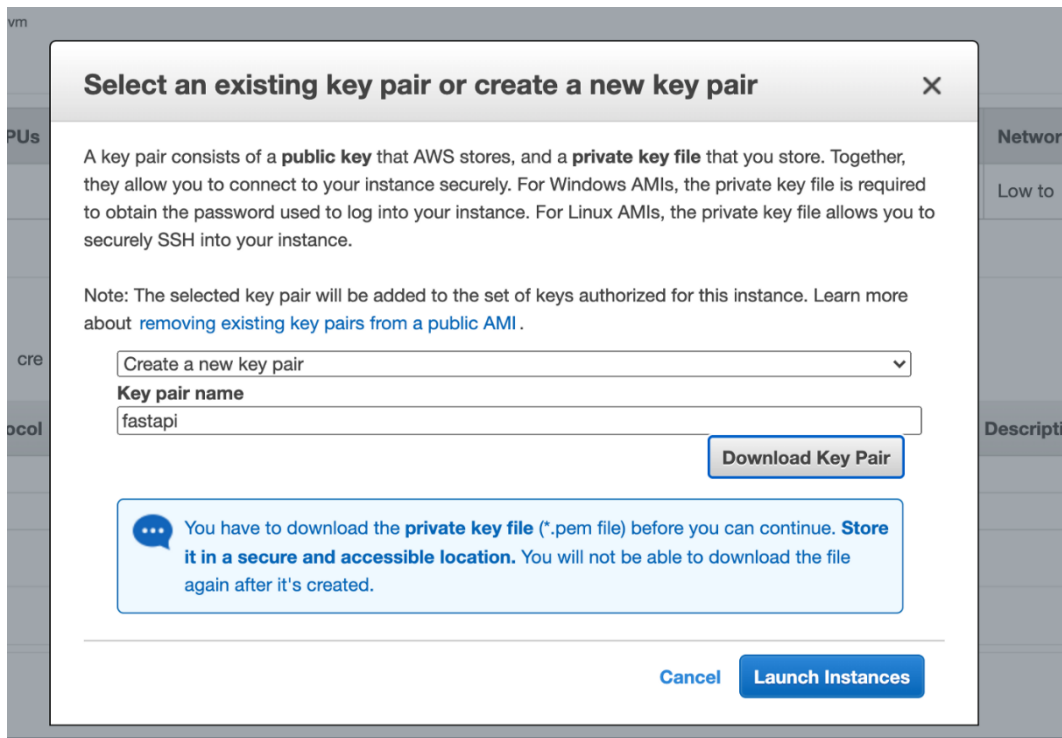 vm
Select an existing key pair or create a new key pair
PUs
Networ
A key pair consists of a public key that AWS stores, and a private key file that you store. Together,
they allow you to connect to your instance securely. For Windows AMIs, the private key file is required
Low to
to obtain the password used to log into your instance. For Linux AMIs, the private key file allows you to
securely SSH into your instance.
Note: The selected key pair will be added to the set of keys authorized for this instance. Learn more
about removing existing key pairs from a public AMI.
cre
Create a new key pair
Key pair name
fastapi
ocol
Descripti
Download Key Pair
You have to download the private key file (*.pem file) before you can continue. Store
it in a secure and accessible location. You will not be able to download the file
again after it's created.
Cancel
Launch Instances